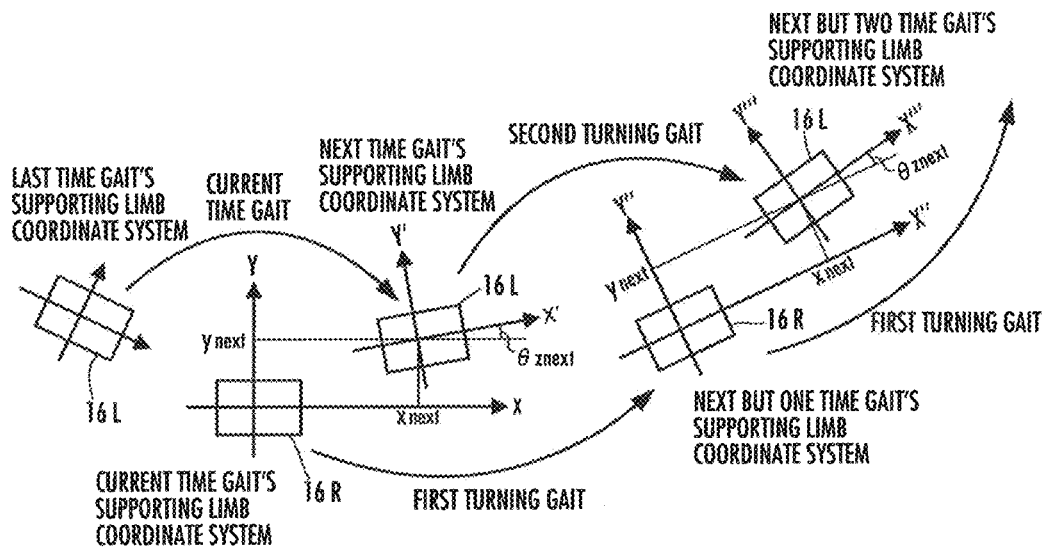 NEXT BUT TWO TIME GAIT'S
SUPPORTING LIMB
COORDINATE SYSTEM
Y'''
16 L
X'''
θ znext
SECOND TURNING GAIT
NEXT TIME GAIT'S
SUPPORTING LIMB
COORDINATE SYSTEM
LAST TIME GAIT'S
SUPPORTING LIMB
COORDINATE SYSTEM
CURRENT
TIME GAIT
Y''
X''
y next
x next
Y'
16 L
X'
Y
y next
θ znext
16 R
FIRST TURNING GAIT
16 L
x next
X
NEXT BUT ONE TIME GAIT'S
SUPPORTING LIMB
COORDINATE SYSTEM
16 R
CURRENT TIME GAIT'S
SUPPORTING LIMB
COORDINATE SYSTEM
FIRST TURNING GAIT